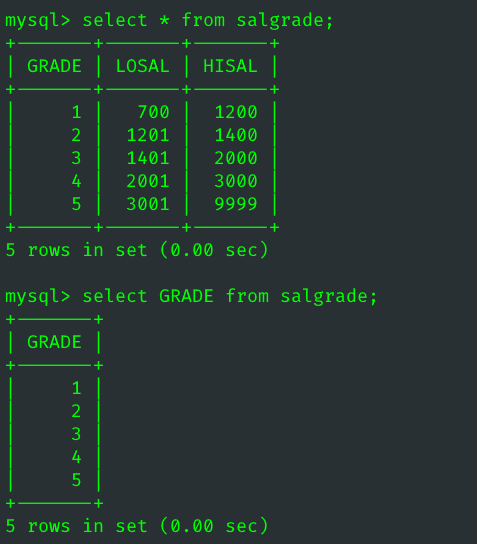 mysql> select * from salgrade;
+-------+-------+-------+
| GRADE | LOSAL | HISAL |
+-------+-------+-------+
|     1 |   700 |  1200 |
|     2 |  1201 |  1400 |
|     3 |  1401 |  2000 |
|     4 |  2001 |  3000 |
|     5 |  3001 |  9999 |
+-------+-------+-------+
5 rows in set (0.00 sec)

mysql> select GRADE from salgrade;
+-------+
| GRADE |
+-------+
|     1 |
|     2 |
|     3 |
|     4 |
|     5 |
+-------+
5 rows in set (0.00 sec)